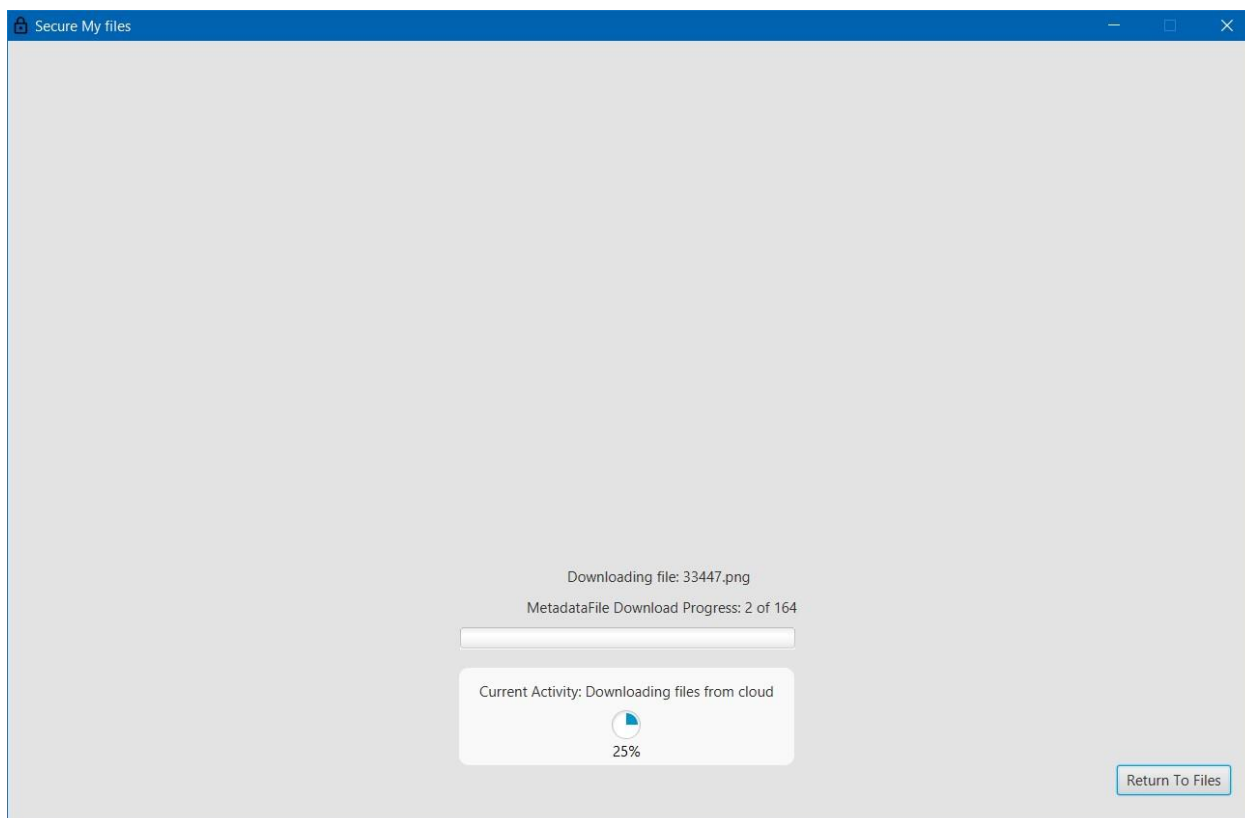 Secure My files
Downloading file: 33447.png
MetadataFile Download Progress: 2 of 164
Current Activity: Downloading files from cloud
25%
Return To Files